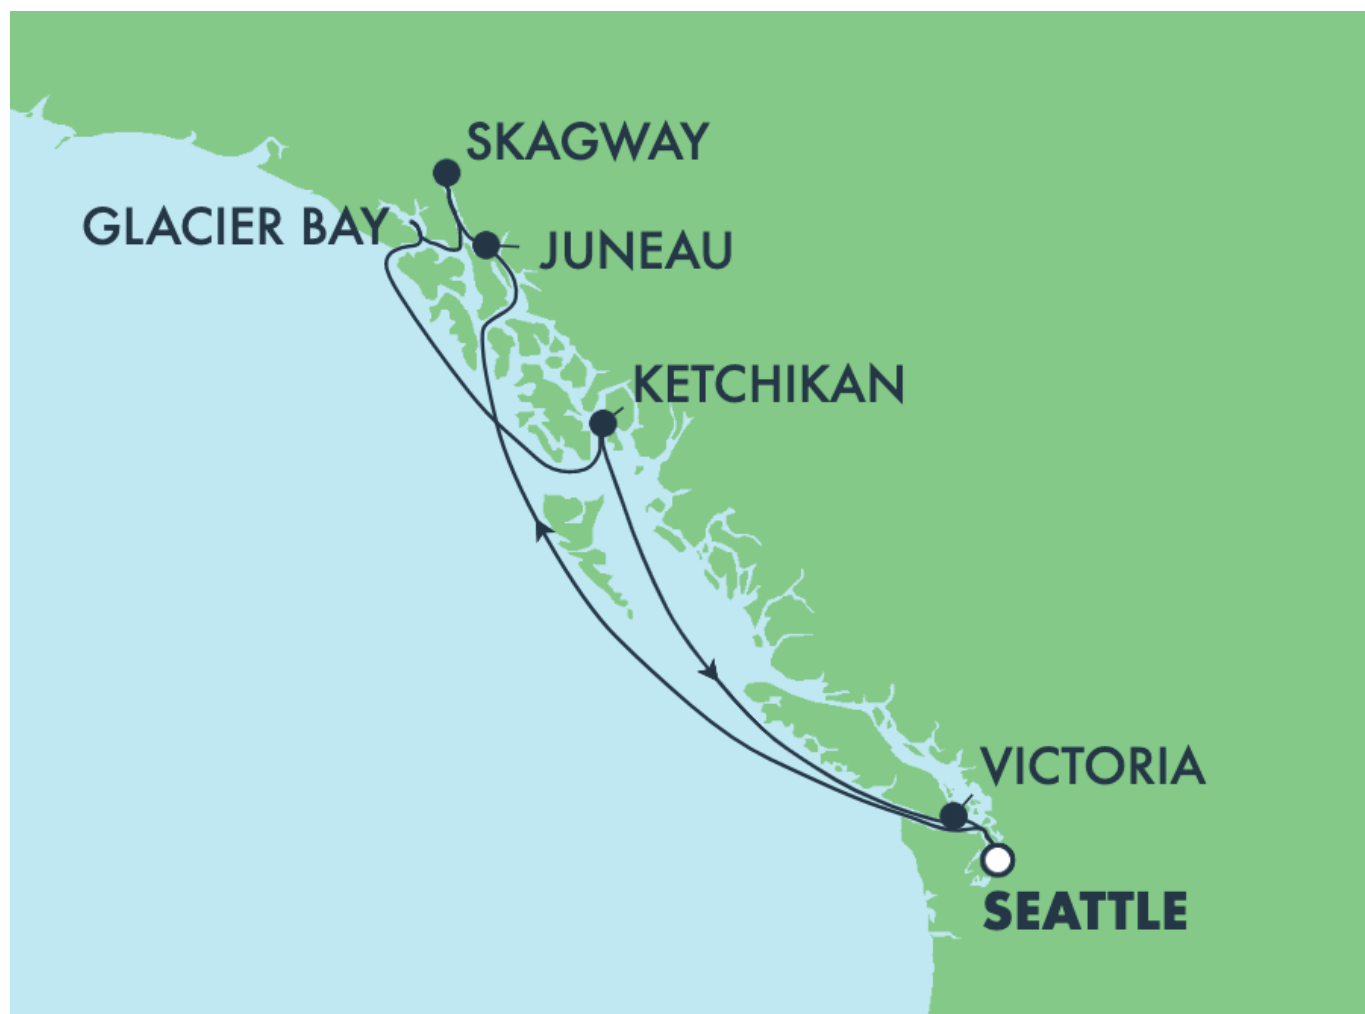 SKAGWAY
GLACIER BAY
JUNEAU
KETCHIKAN
VICTORIA
SEATTLE